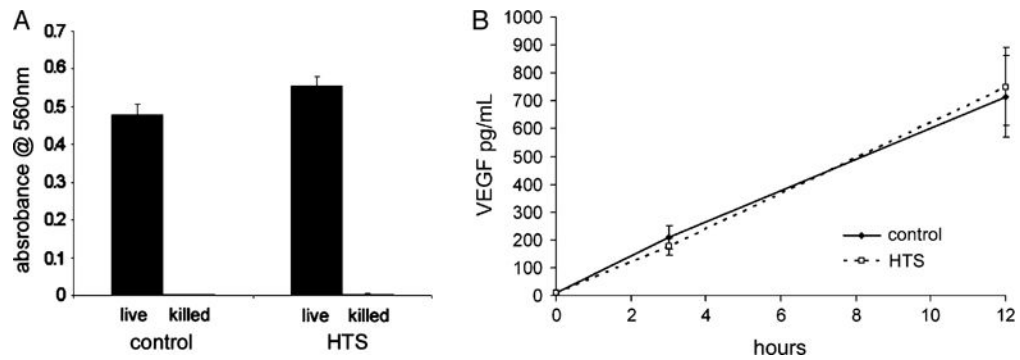 A
absrobance @ 560nm
0.7
0.6
0.5
0.4
0.3
0.2
0.1
0
live killed live killed
control HTS
B
VEGF pg/mL
1000
900
800
700
600
500
400
300
200
100
0
0 2 4 6 8 10 12
hours
control
HTS